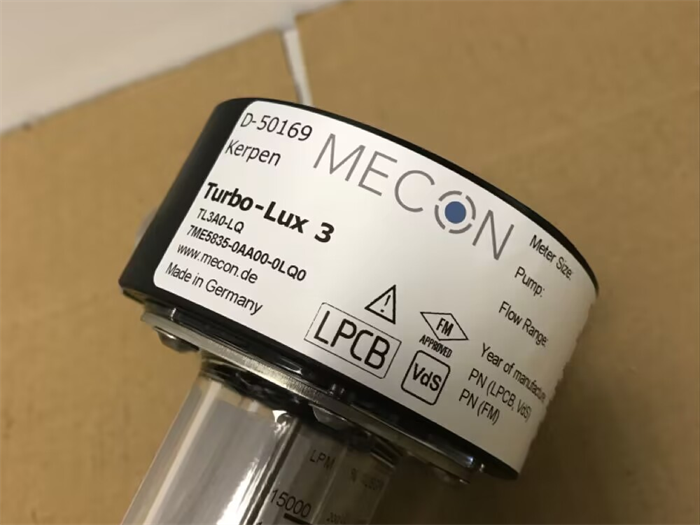 D-50169
Kerpen
MECON
Turbo-Lux 3
TL3A0-LQ
7ME5835-0AA00-0LQ0
www.mecon.de
Made in Germany
LPCB
FM
APPROVED
VdS
Meter Size:
Pump:
Flow Range:
Year of manufacture
PN (LPCB, VdS)
PN (FM)
LPM
%
15000